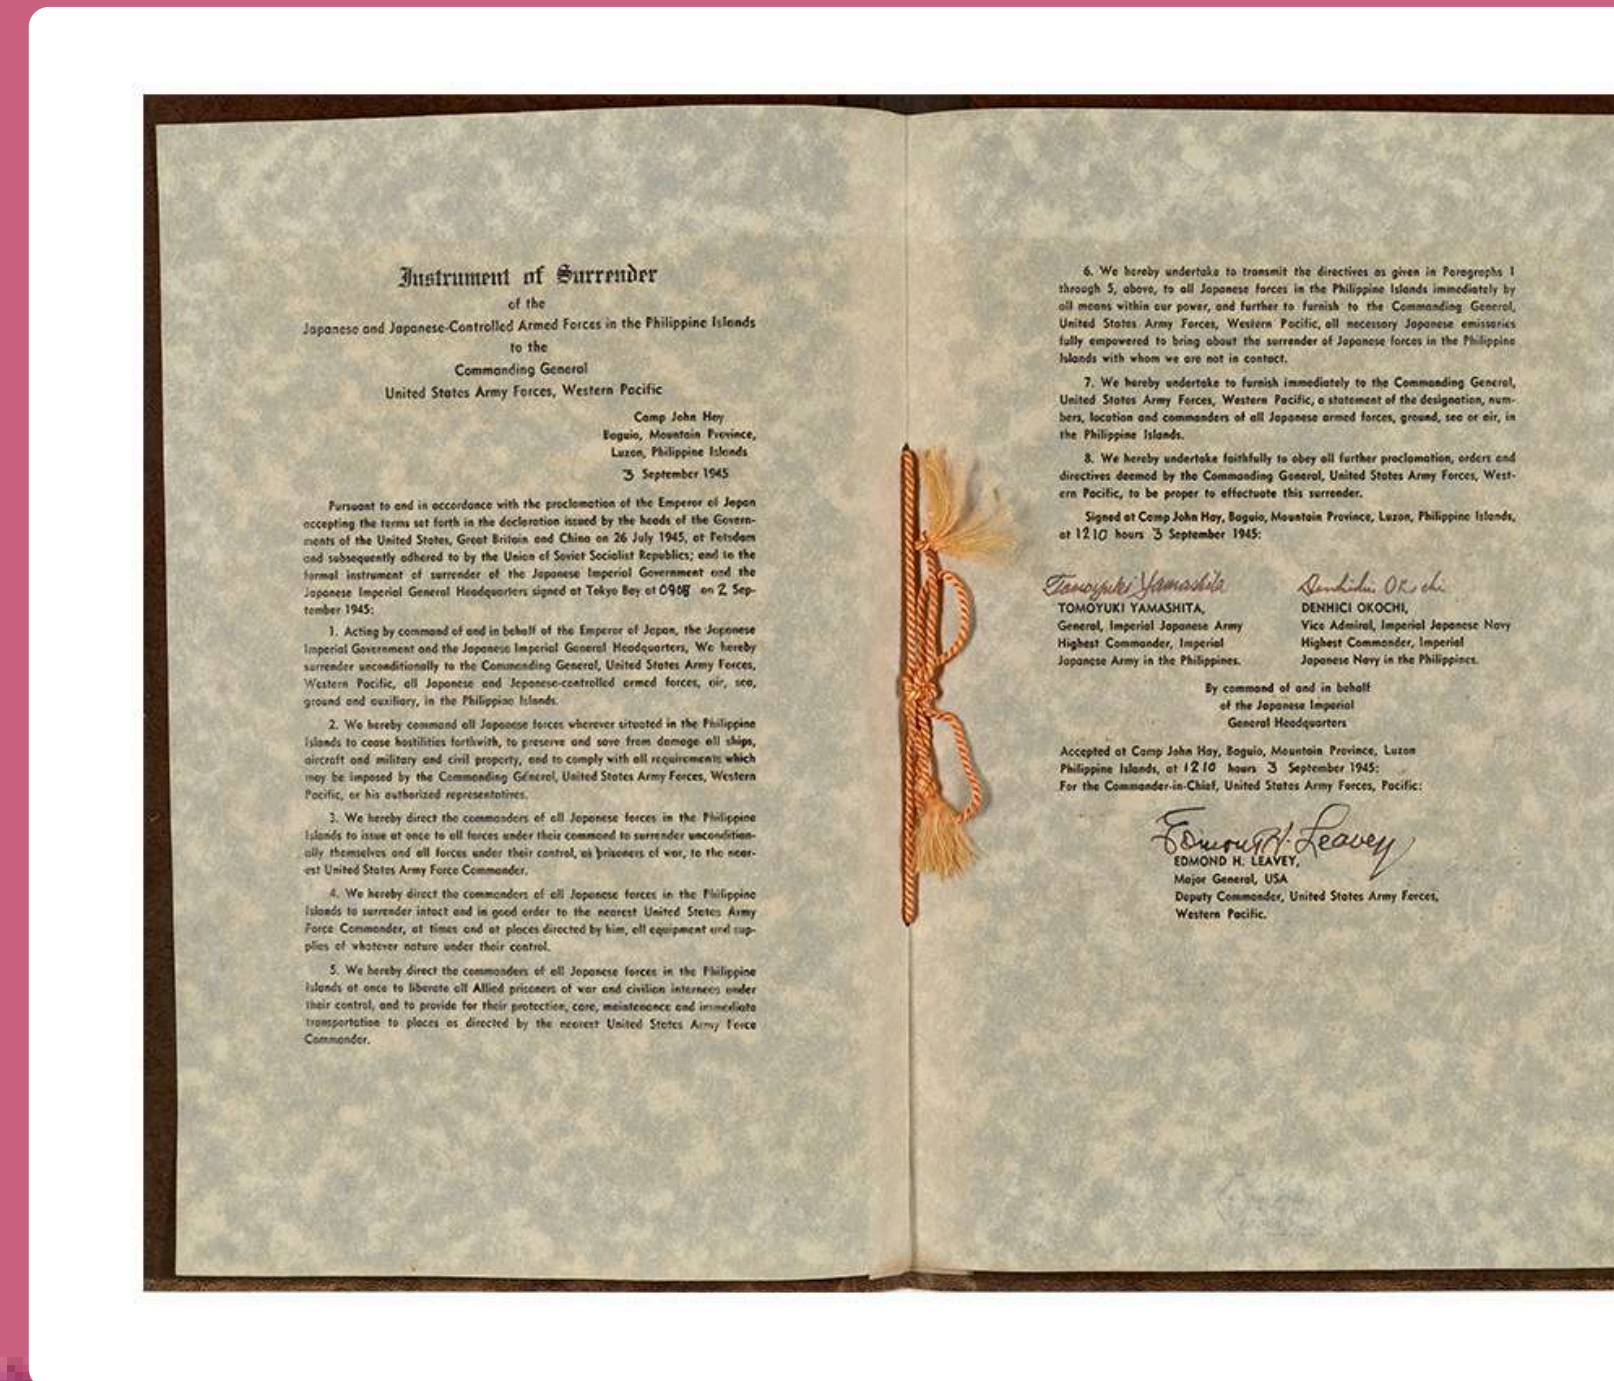 Instrument of Surrender
of the
Japanese and Japanese-Controlled Armed Forces in the Philippine Islands
to the
Commanding General
United States Army Forces, Western Pacific
Camp John Hay
Baguio, Mountain Province,
Luzon, Philippine Islands
3 September 1945
Pursuant to and in accordance with the proclamation of the Emperor of Japan
accepting the terms set forth in the declaration issued by the heads of the Govern-
ments of the United States, Great Britain and China on 26 July 1945, at Potsdam
and subsequently adhered to by the Union of Soviet Socialist Republics; and to the
formal instrument of surrender of the Japanese Imperial Government and the
Japanese Imperial General Headquarters signed at Tokyo Bay at 0908 on 2 Sep-
tember 1945:
1. Acting by command of and in behalf of the Emperor of Japan, the Japanese
Imperial Government and the Japanese Imperial General Headquarters, We hereby
surrender unconditionally to the Commanding General, United States Army Forces,
Western Pacific, all Japanese and Japanese-controlled armed forces, air, sea,
ground and auxiliary, in the Philippine Islands.
2. We hereby command all Japanese forces wherever situated in the Philippine
Islands to cease hostilities forthwith, to preserve and save from damage all ships,
aircraft and military and civil property, and to comply with all requirements which
may be imposed by the Commanding General, United States Army Forces, Western
Pacific, or his authorized representatives.
3. We hereby direct the commanders of all Japanese forces in the Philippine
Islands to issue at once to all forces under their command to surrender uncondition-
ally themselves and all forces under their control, as prisoners of war, to the near-
est United States Army Force Commander.
4. We hereby direct the commanders of all Japanese forces in the Philippine
Islands to surrender intact and in good order to the nearest United States Army
Force Commander, at times and at places directed by him, all equipment and sup-
plies of whatever nature under their control.
5. We hereby direct the commanders of all Japanese forces in the Philippine
Islands at once to liberate all Allied prisoners of war and civilian internees under
their control, and to provide for their protection, care, maintenance and immediate
transportation to places as directed by the nearest United States Army Force
Commander.
6. We hereby undertake to transmit the directives as given in Paragraphs 1
through 5, above, to all Japanese forces in the Philippine Islands immediately by
all means within our power, and further to furnish to the Commanding General,
United States Army Forces, Western Pacific, all necessary Japanese emissaries
fully empowered to bring about the surrender of Japanese forces in the Philippine
Islands with whom we are not in contact.
7. We hereby undertake to furnish immediately to the Commanding General,
United States Army Forces, Western Pacific, a statement of the designation, num-
bers, location and commanders of all Japanese armed forces, ground, sea or air, in
the Philippine Islands.
8. We hereby undertake faithfully to obey all further proclamation, orders and
directives deemed by the Commanding General, United States Army Forces, West-
ern Pacific, to be proper to effectuate this surrender.
Signed at Camp John Hay, Baguio, Mountain Province, Luzon, Philippine Islands,
at 1210 hours 3 September 1945:
Tomoyuki Yamashita
TOMOYUKI YAMASHITA,
General, Imperial Japanese Army
Highest Commander, Imperial
Japanese Army in the Philippines.
Denhichi Okochi
DENHICI OKOCHI,
Vice Admiral, Imperial Japanese Navy
Highest Commander, Imperial
Japanese Navy in the Philippines.
By command of and in behalf
of the Japanese Imperial
General Headquarters
Accepted at Camp John Hay, Baguio, Mountain Province, Luzon
Philippine Islands, at 1210 hours 3 September 1945:
For the Commander-in-Chief, United States Army Forces, Pacific:
Edmond H. Leavey
EDMOND H. LEAVEY,
Major General, USA
Deputy Commander, United States Army Forces,
Western Pacific.